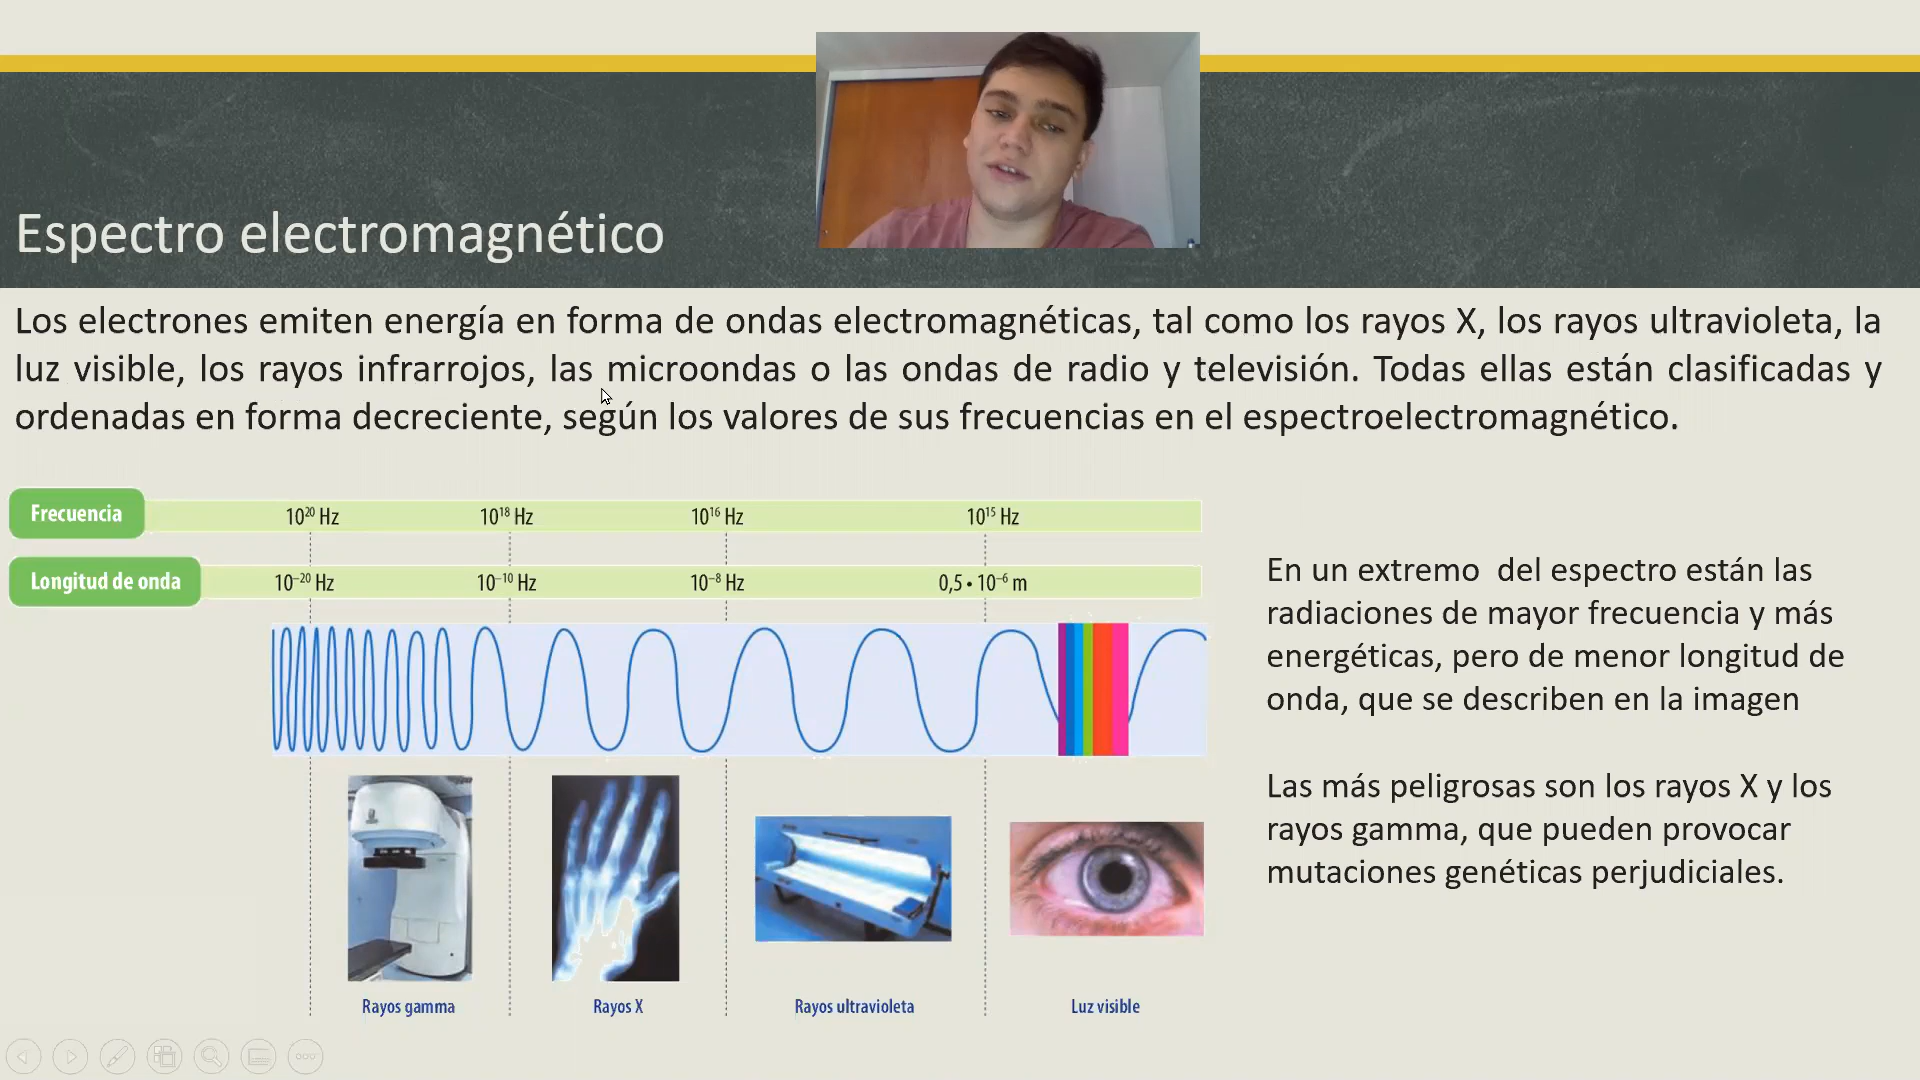 Espectro electromagnético
Los electrones emiten energía en forma de ondas electromagnéticas, tal como los rayos X, los rayos ultravioleta, la
luz visible, los rayos infrarrojos, las microondas o las ondas de radio y televisión. Todas ellas están clasificadas y
ordenadas en forma decreciente, según los valores de sus frecuencias en el espectroelectromagnético.
Frecuencia 10²⁰ Hz 10¹⁸ Hz 10¹⁶ Hz 10¹⁵ Hz
Longitud de onda 10⁻²⁰ Hz 10⁻¹⁰ Hz 10⁻⁸ Hz 0,5 • 10⁻⁶ m
Rayos gamma Rayos X Rayos ultravioleta Luz visible
En un extremo del espectro están las
radiaciones de mayor frecuencia y más
energéticas, pero de menor longitud de
onda, que se describen en la imagen
Las más peligrosas son los rayos X y los
rayos gamma, que pueden provocar
mutaciones genéticas perjudiciales.